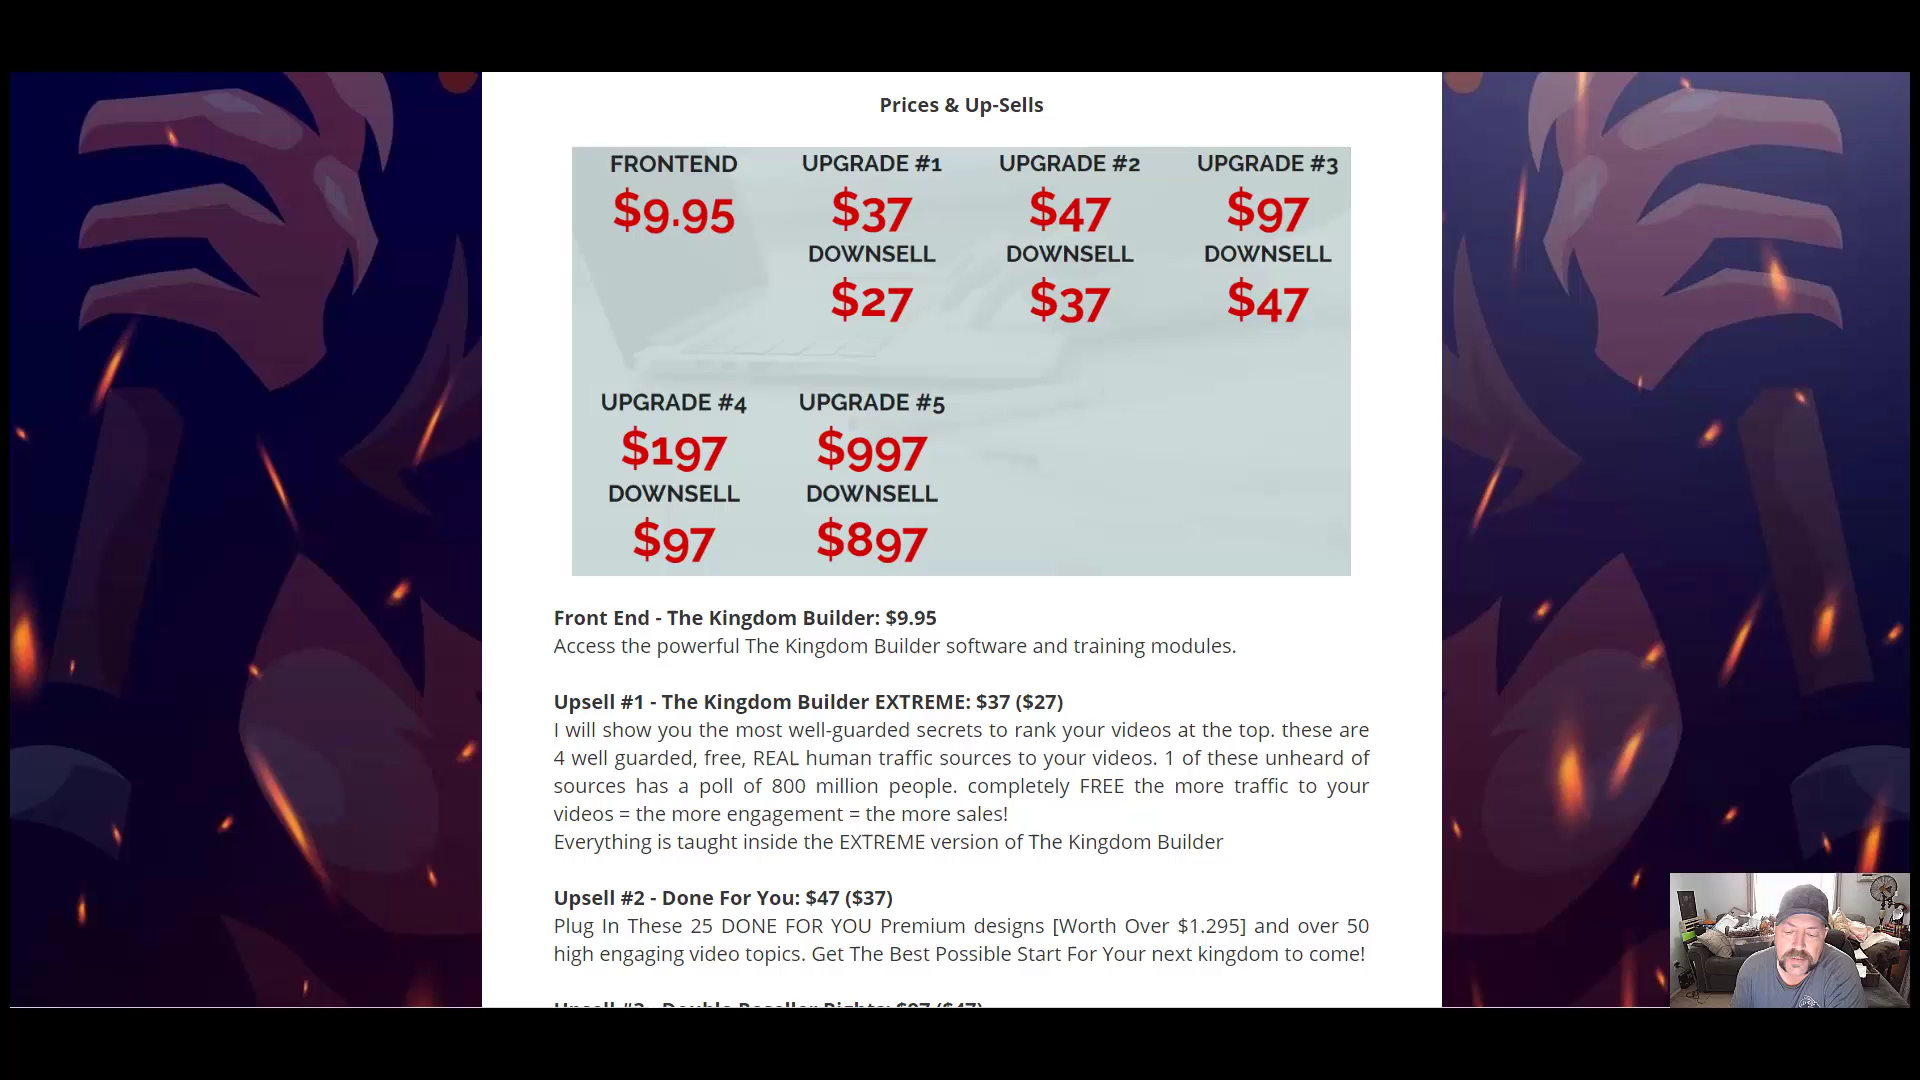 Prices & Up-Sells
FRONTEND UPGRADE #1 UPGRADE #2 UPGRADE #3
$9.95 $37 $47 $97
DOWNSELL DOWNSELL DOWNSELL
$27 $37 $47
UPGRADE #4 UPGRADE #5
$197 $997
DOWNSELL DOWNSELL
$97 $897
Front End - The Kingdom Builder: $9.95
Access the powerful The Kingdom Builder software and training modules.
Upsell #1 - The Kingdom Builder EXTREME: $37 ($27)
I will show you the most well-guarded secrets to rank your videos at the top. these are
4 well guarded, free, REAL human traffic sources to your videos. 1 of these unheard of
sources has a poll of 800 million people. completely FREE the more traffic to your
videos = the more engagement = the more sales!
Everything is taught inside the EXTREME version of The Kingdom Builder
Upsell #2 - Done For You: $47 ($37)
Plug In These 25 DONE FOR YOU Premium designs [Worth Over $1.295] and over 50
high engaging video topics. Get The Best Possible Start For Your next kingdom to come!
Upsell #3 - Double Reseller Rights: $97 ($47)